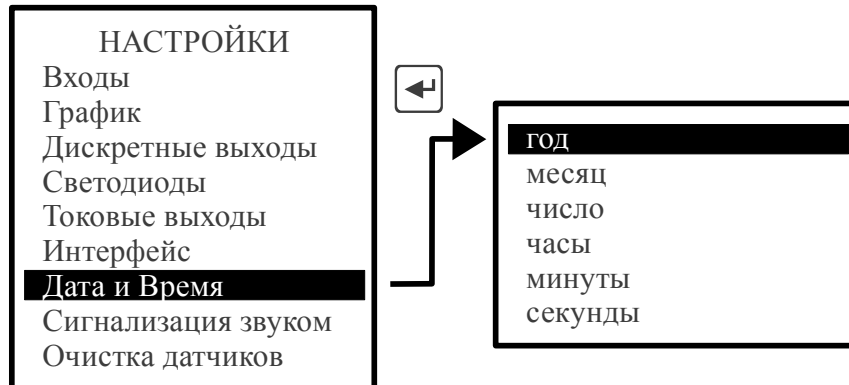 НАСТРОЙКИ
Входы
График
Дискретные выходы
Светодиоды
Токовые выходы
Интерфейс
Дата и Время
Сигнализация звуком
Очистка датчиков
год
месяц
число
часы
минуты
секунды